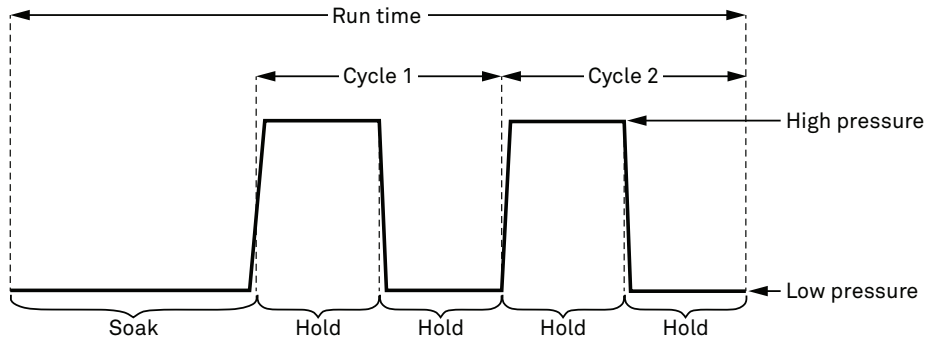 Run time
Cycle 1
Cycle 2
High pressure
Low pressure
Soak
Hold
Hold
Hold
Hold